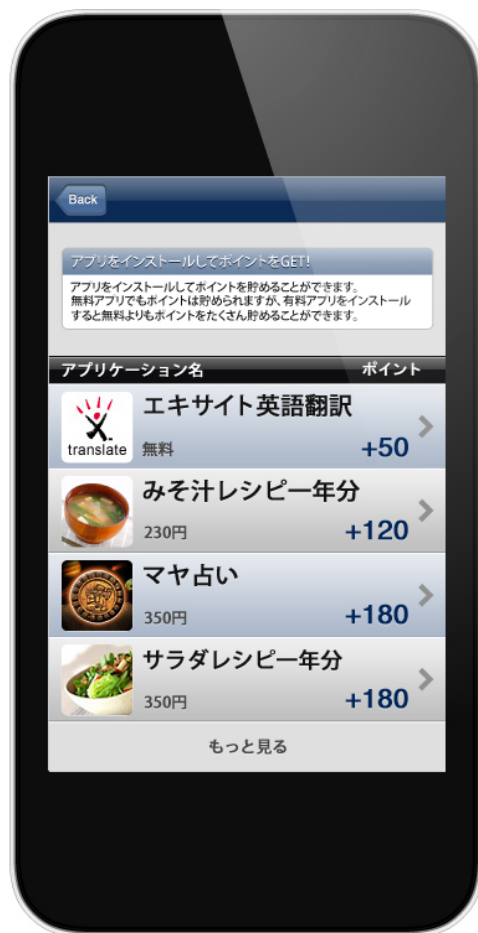 Back
アプリをインストールしてポイントをGET!
アプリをインストールしてポイントを貯めることができます。
無料アプリでもポイントは貯められますが、有料アプリをインストール
すると無料よりもポイントをたくさん貯めることができます。
アプリケーション名 ポイント
translate
エキサイト英語翻訳
無料 +50
みそ汁レシピ一年分
230円 +120
マヤ占い
350円 +180
サラダレシピ一年分
350円 +180
もっと見る